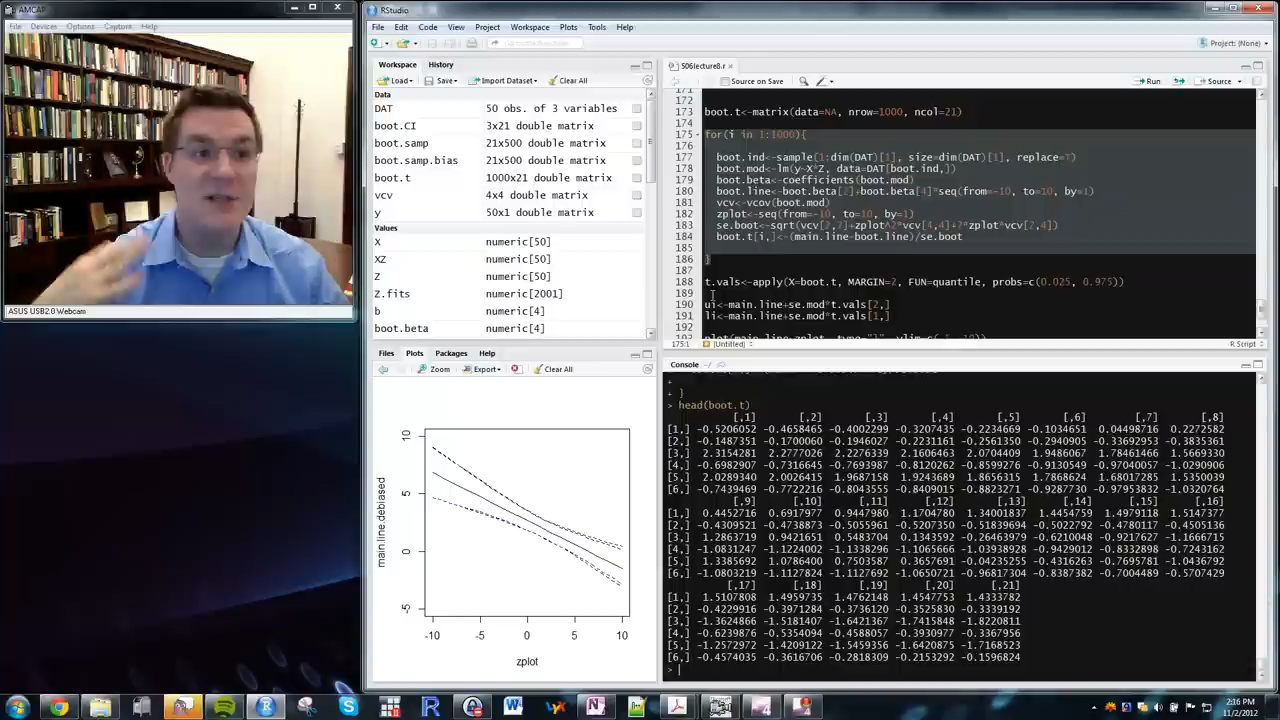 AMCAP
File Devices Options Capture Help
ASUS USB2.0 Webcam
RStudio
File Edit Code View Project Workspace Plots Tools Help
Project: (None)
Workspace History
Load Save Import Dataset Clear All
Data
DAT 50 obs. of 3 variables
boot.CI 3x21 double matrix
boot.samp 21x500 double matrix
boot.samp.bias 21x500 double matrix
boot.t 1000x21 double matrix
vcv 4x4 double matrix
y 50x1 double matrix
Values
X numeric[50]
XZ numeric[50]
Z numeric[50]
Z.fits numeric[2001]
b numeric[4]
boot.beta numeric[4]
Files Plots Packages Help
Zoom Export Clear All
main.line.debiased
10
5
0
-5
-10 -5 0 5 10
zplot
506lecture8.r
Source on Save Run Source
171
172
173 boot.t<-matrix(data=NA, nrow=1000, ncol=21)
174
175 for(i in 1:1000){
176
177 boot.ind<-sample(1:dim(DAT)[1], size=dim(DAT)[1], replace=T)
178 boot.mod<-lm(y~X*Z, data=DAT[boot.ind,])
179 boot.beta<-coefficients(boot.mod)
180 boot.line<-boot.beta[2]+boot.beta[4]*seq(from=-10, to=10, by=1)
181 vcv<-vcov(boot.mod)
182 zplot<-seq(from=-10, to=10, by=1)
183 se.boot<-sqrt(vcv[2,2]+zplot^2*vcv[4,4]+2*zplot*vcv[2,4])
184 boot.t[i,]<-(main.line-boot.line)/se.boot
185
186 }
187
188 t.vals<-apply(X=boot.t, MARGIN=2, FUN=quantile, probs=c(0.025, 0.975))
189
190 ui<-main.line+se.mod*t.vals[2,]
191 li<-main.line+se.mod*t.vals[1,]
192
175:1 (Untitled) R Script
Console ~/
+ }
> head(boot.t)
[,1] [,2] [,3] [,4] [,5] [,6] [,7] [,8]
[1,] -0.5206052 -0.4658465 -0.4002299 -0.3207435 -0.2234669 -0.1034651 0.04498716 0.2272582
[2,] -0.1487351 -0.1700060 -0.1946027 -0.2231161 -0.2561350 -0.2940905 -0.33692953 -0.3835361
[3,] 2.3154281 2.2777026 2.2276339 2.1606463 2.0704409 1.9486067 1.78461466 1.5669330
[4,] -0.6982907 -0.7316645 -0.7693987 -0.8120262 -0.8599276 -0.9130549 -0.97040057 -1.0290906
[5,] 2.0289340 2.0026415 1.9687158 1.9243689 1.8656315 1.7868624 1.68017285 1.5350039
[6,] -0.7439469 -0.7722216 -0.8043555 -0.8409015 -0.8823271 -0.9287730 -0.97953832 -1.0320764
[,9] [,10] [,11] [,12] [,13] [,14] [,15] [,16]
[1,] 0.4452716 0.6917977 0.9447980 1.1704780 1.34001837 1.4454759 1.4979118 1.5147377
[2,] -0.4309521 -0.4738872 -0.5055961 -0.5207350 -0.51839694 -0.5022792 -0.4780117 -0.4505136
[3,] 1.2863719 0.9421651 0.5483704 0.1343592 -0.26463979 -0.6210048 -0.9217627 -1.1666715
[4,] -1.0831247 -1.1224002 -1.1338296 -1.1065666 -1.03938928 -0.9429012 -0.8332898 -0.7243162
[5,] 1.3385692 1.0786400 0.7503587 0.3657691 -0.04235255 -0.4316263 -0.7695781 -1.0436792
[6,] -1.0803219 -1.1127824 -1.1127692 -1.0650721 -0.96817304 -0.8387382 -0.7004489 -0.5707429
[,17] [,18] [,19] [,20] [,21]
[1,] 1.5107808 1.4959735 1.4762148 1.4547753 1.4333782
[2,] -0.4229916 -0.3971284 -0.3736120 -0.3525830 -0.3339192
[3,] -1.3624866 -1.5181407 -1.6421367 -1.7415848 -1.8220811
[4,] -0.6239876 -0.5354094 -0.4588057 -0.3930977 -0.3367956
[5,] -1.2572972 -1.4209122 -1.5459356 -1.6420875 -1.7168523
[6,] -0.4574035 -0.3616706 -0.2818309 -0.2153292 -0.1596824
>
2:16 PM
11/2/2012